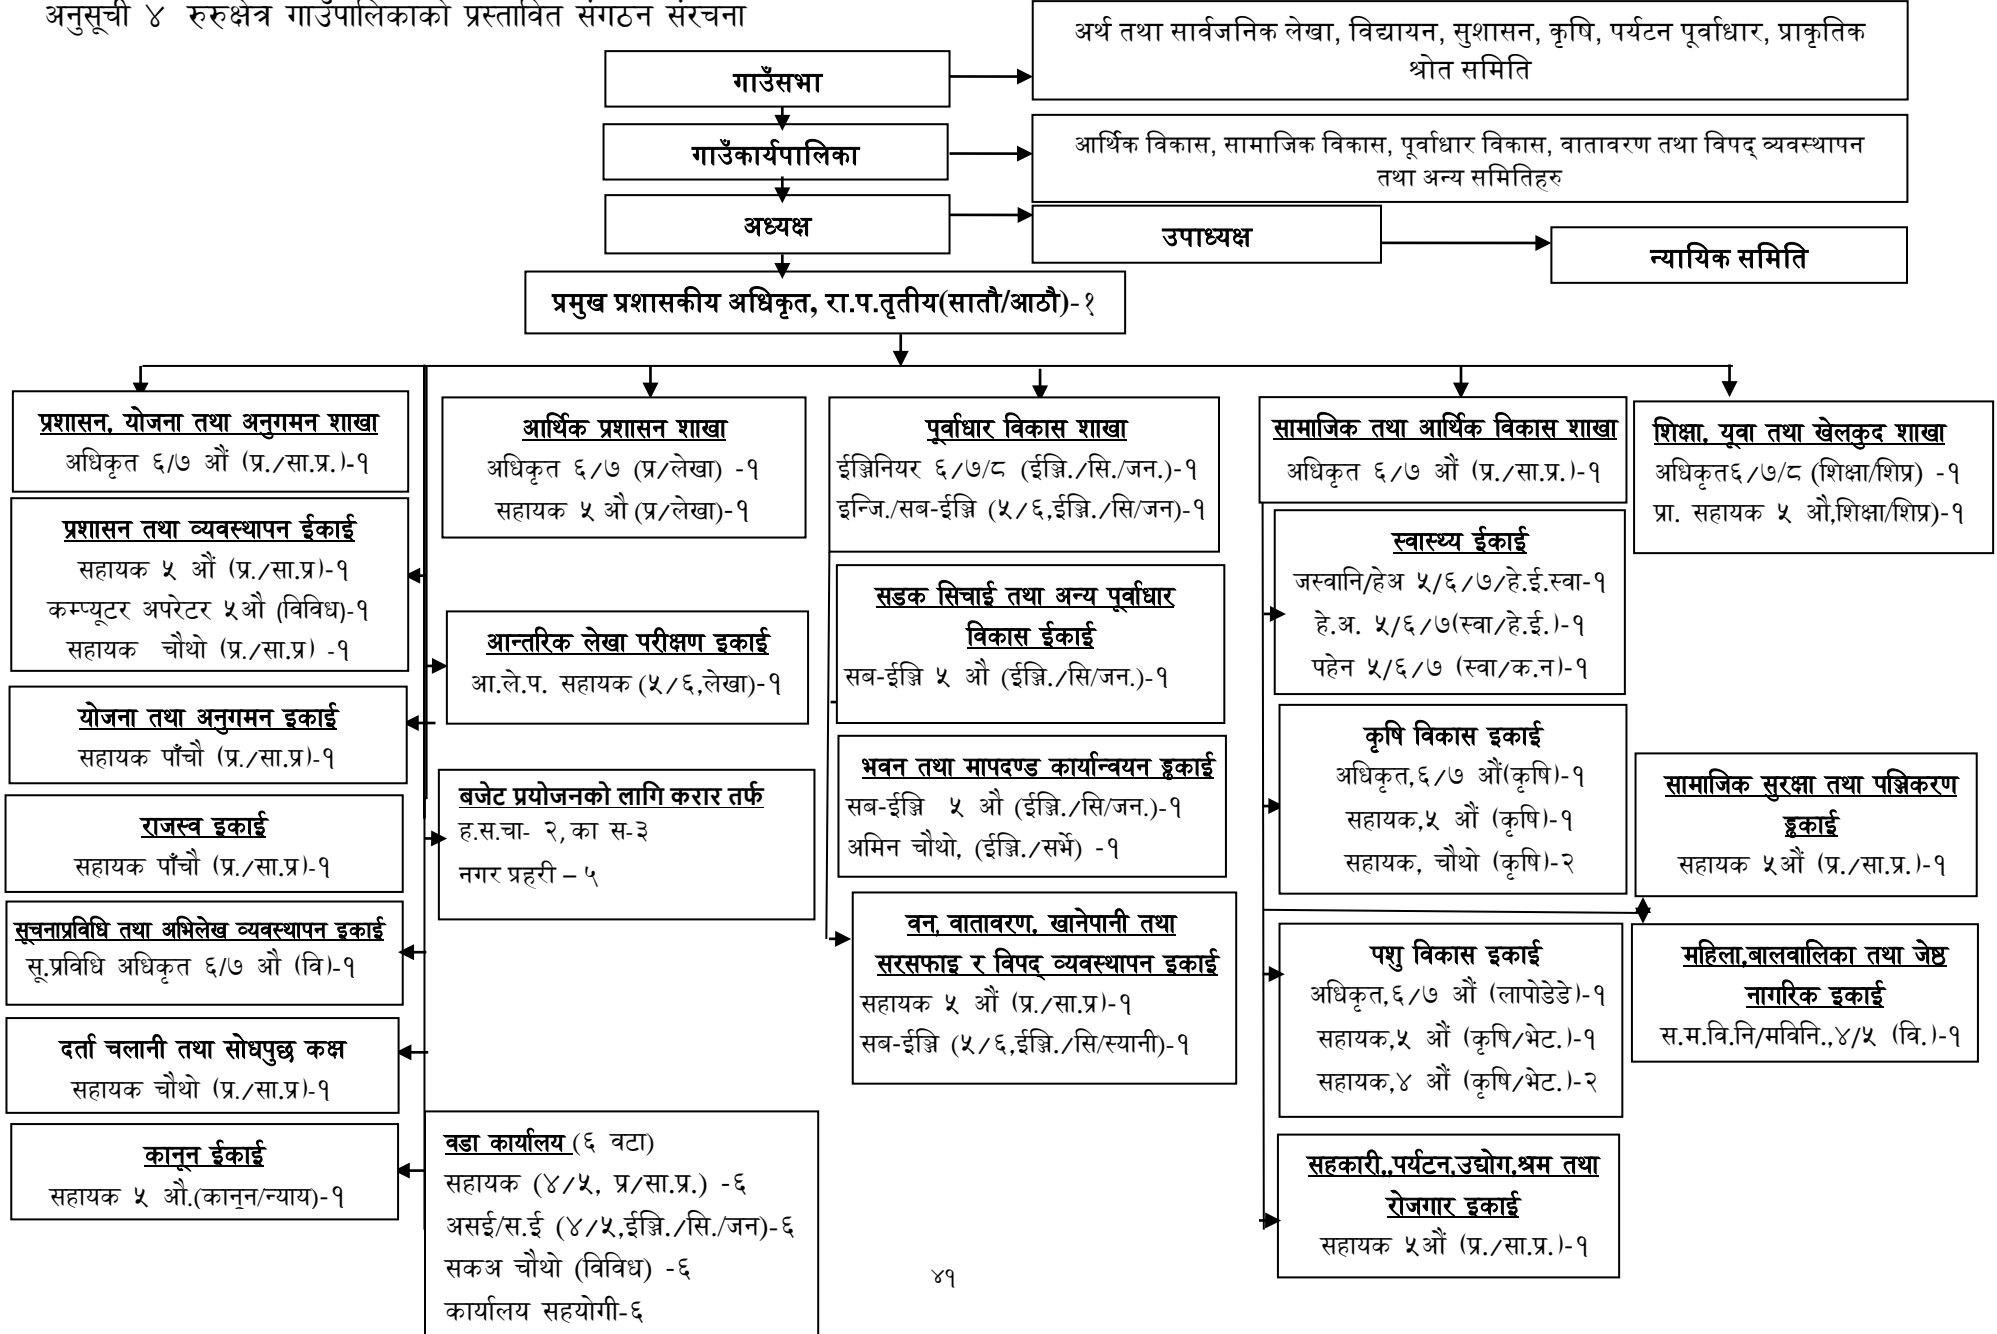 अनुसूची ४ रुरुक्षेत्र गाउँपालिकाको प्रस्तावित संगठन संरचना
गाउँसभा
अर्थ तथा सार्वजनिक लेखा, विद्यायन, सुशासन, कृषि, पर्यटन पूर्वाधार, प्राकृतिक
श्रोत समिति
गाउँकार्यपालिका
आर्थिक विकास, सामाजिक विकास, पूर्वाधार विकास, वातावरण तथा विपद् व्यवस्थापन
तथा अन्य समितिहरु
अध्यक्ष
उपाध्यक्ष
न्यायिक समिति
प्रमुख प्रशासकीय अधिकृत, रा.प.तृतीय(सातौ/आठौ)-१
प्रशासन, योजना तथा अनुगमन शाखा
अधिकृत ६/७ औं (प्र./सा.प्र.)-१
प्रशासन तथा व्यवस्थापन ईकाई
सहायक ५ औं (प्र./सा.प्र)-१
कम्प्यूटर अपरेटर ५औ (विविध)-१
सहायक चौथो (प्र./सा.प्र) -१
योजना तथा अनुगमन इकाई
सहायक पाँचौ (प्र./सा.प्र)-१
राजस्व इकाई
सहायक पाँचौ (प्र./सा.प्र)-१
सूचनाप्रविधि तथा अभिलेख व्यवस्थापन इकाई
सू.प्रविधि अधिकृत ६/७ औ (वि)-१
दर्ता चलानी तथा सोधपुछ कक्ष
सहायक चौथो (प्र./सा.प्र)-१
कानून ईकाई
सहायक ५ औ.(कानून/न्याय)-१
आर्थिक प्रशासन शाखा
अधिकृत ६/७ (प्र/लेखा) -१
सहायक ५ औ (प्र/लेखा)-१
आन्तरिक लेखा परीक्षण इकाई
आ.ले.प. सहायक (५/६,लेखा)-१
बजेट प्रयोजनको लागि करार तर्फ
ह.स.चा- २, का स-३
नगर प्रहरी – ५
वडा कार्यालय (६ वटा)
सहायक (४/५, प्र/सा.प्र.) -६
असई/स.ई (४/५,ईञ्जि./सि./जन)-६
सकअ चौथो (विविध) -६
कार्यालय सहयोगी-६
पूर्वाधार विकास शाखा
ईञ्जिनियर ६/७/८ (ईञ्जि./सि./जन.)-१
इन्जि./सब-ईञ्जि (५/६,ईञ्जि./सि/जन)-१
सडक सिचाई तथा अन्य पूर्वाधार
विकास ईकाई
सब-ईञ्जि ५ औ (ईञ्जि./सि/जन.)-१
भवन तथा मापदण्ड कार्यान्वयन ड्डकाई
सब-ईञ्जि ५ औ (ईञ्जि./सि/जन.)-१
अमिन चौथो, (ईञ्जि./सर्भे) -१
वन, वातावरण, खानेपानी तथा
सरसफाइ र विपद् व्यवस्थापन इकाई
सहायक ५ औं (प्र./सा.प्र)-१
सब-ईञ्जि (५/६,ईञ्जि./सि/स्यानी)-१
सामाजिक तथा आर्थिक विकास शाखा
अधिकृत ६/७ औं (प्र./सा.प्र.)-१
स्वास्थ्य ईकाई
जस्वानि/हेअ ५/६/७/हे.ई.स्वा-१
हे.अ. ५/६/७(स्वा/हे.ई.)-१
पहेन ५/६/७ (स्वा/क.न)-१
कृषि विकास इकाई
अधिकृत,६/७ औं(कृषि)-१
सहायक,५ औं (कृषि)-१
सहायक, चौथो (कृषि)-२
पशु विकास इकाई
अधिकृत,६/७ औं (लापोडेडे)-१
सहायक,५ औं (कृषि/भेट.)-१
सहायक,४ औं (कृषि/भेट.)-२
सहकारी,,पर्यटन,उद्योग,श्रम तथा
रोजगार इकाई
सहायक ५औं (प्र./सा.प्र.)-१
शिक्षा, यूवा तथा खेलकुद शाखा
अधिकृत६/७/८ (शिक्षा/शिप्र) -१
प्रा. सहायक ५ औ,शिक्षा/शिप्र)-१
सामाजिक सुरक्षा तथा पञ्जिकरण
ड्डकाई
सहायक ५औं (प्र./सा.प्र.)-१
महिला,बालवालिका तथा जेष्ठ
नागरिक इकाई
स.म.वि.नि/मविनि.,४/५ (वि.)-१
४१